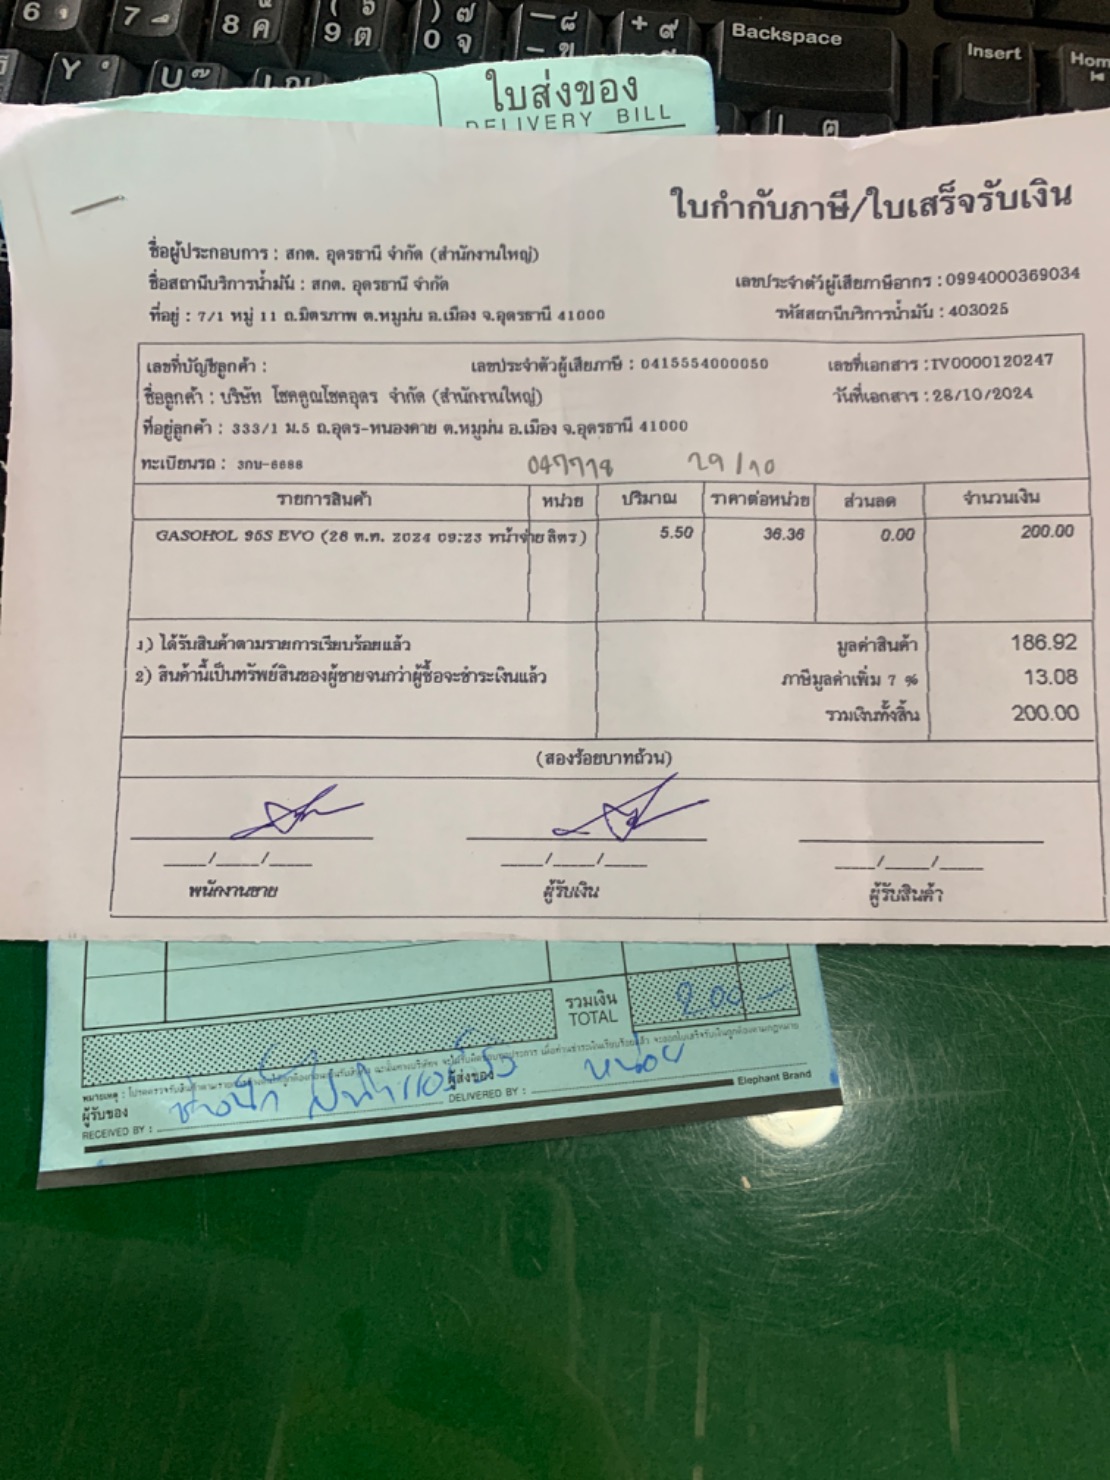 6
7
8 ค
9 ต
0 จ
Backspace
Insert
Hom
Y
U
ใบส่งของ
DELIVERY BILL
ใบกำกับภาษี/ใบเสร็จรับเงิน
ชื่อผู้ประกอบการ : สกต. อุดรธานี จำกัด (สำนักงานใหญ่)
ชื่อสถานีบริการน้ำมัน : สกต. อุดรธานี จำกัด
เลขประจำตัวผู้เสียภาษีอากร : 0994000369034
ที่อยู่ : 7/1 หมู่ 11 ถ.มิตรภาพ ต.หมูม่น อ.เมือง จ.อุดรธานี 41000
รหัสสถานีบริการน้ำมัน : 403025
เลขที่บัญชีลูกค้า : เลขประจำตัวผู้เสียภาษี : 0415554000050 เลขที่เอกสาร : IV0000120247
ชื่อลูกค้า : บริษัท โชคคูณโชคอุดร จำกัด (สำนักงานใหญ่) วันที่เอกสาร : 28/10/2024
ที่อยู่ลูกค้า : 333/1 ม.5 ถ.อุดร-หนองคาย ต.หมูม่น อ.เมือง จ.อุดรธานี 41000
ทะเบียนรถ : 3กษ-6686 29/10
รายการสินค้า หน่วย ปริมาณ ราคาต่อหน่วย ส่วนลด จำนวนเงิน
GASOHOL 95S EVO (28 ต.ค. 2024 09:23 หน้าจ่าย ลิตร) 5.50 36.36 0.00 200.00
1) ได้รับสินค้าตามรายการเรียบร้อยแล้ว มูลค่าสินค้า 186.92
2) สินค้านี้เป็นทรัพย์สินของผู้ขายจนกว่าผู้ซื้อจะชำระเงินแล้ว ภาษีมูลค่าเพิ่ม 7 % 13.08
รวมเงินทั้งสิ้น 200.00
(สองร้อยบาทถ้วน)
___/___/___ ___/___/___ ___/___/___
พนักงานขาย ผู้รับเงิน ผู้รับสินค้า
รวมเงิน
TOTAL 200 -
ผู้รับของ ผู้ส่งของ หน่อย
RECEIVED BY : DELIVERED BY : Elephant Brand